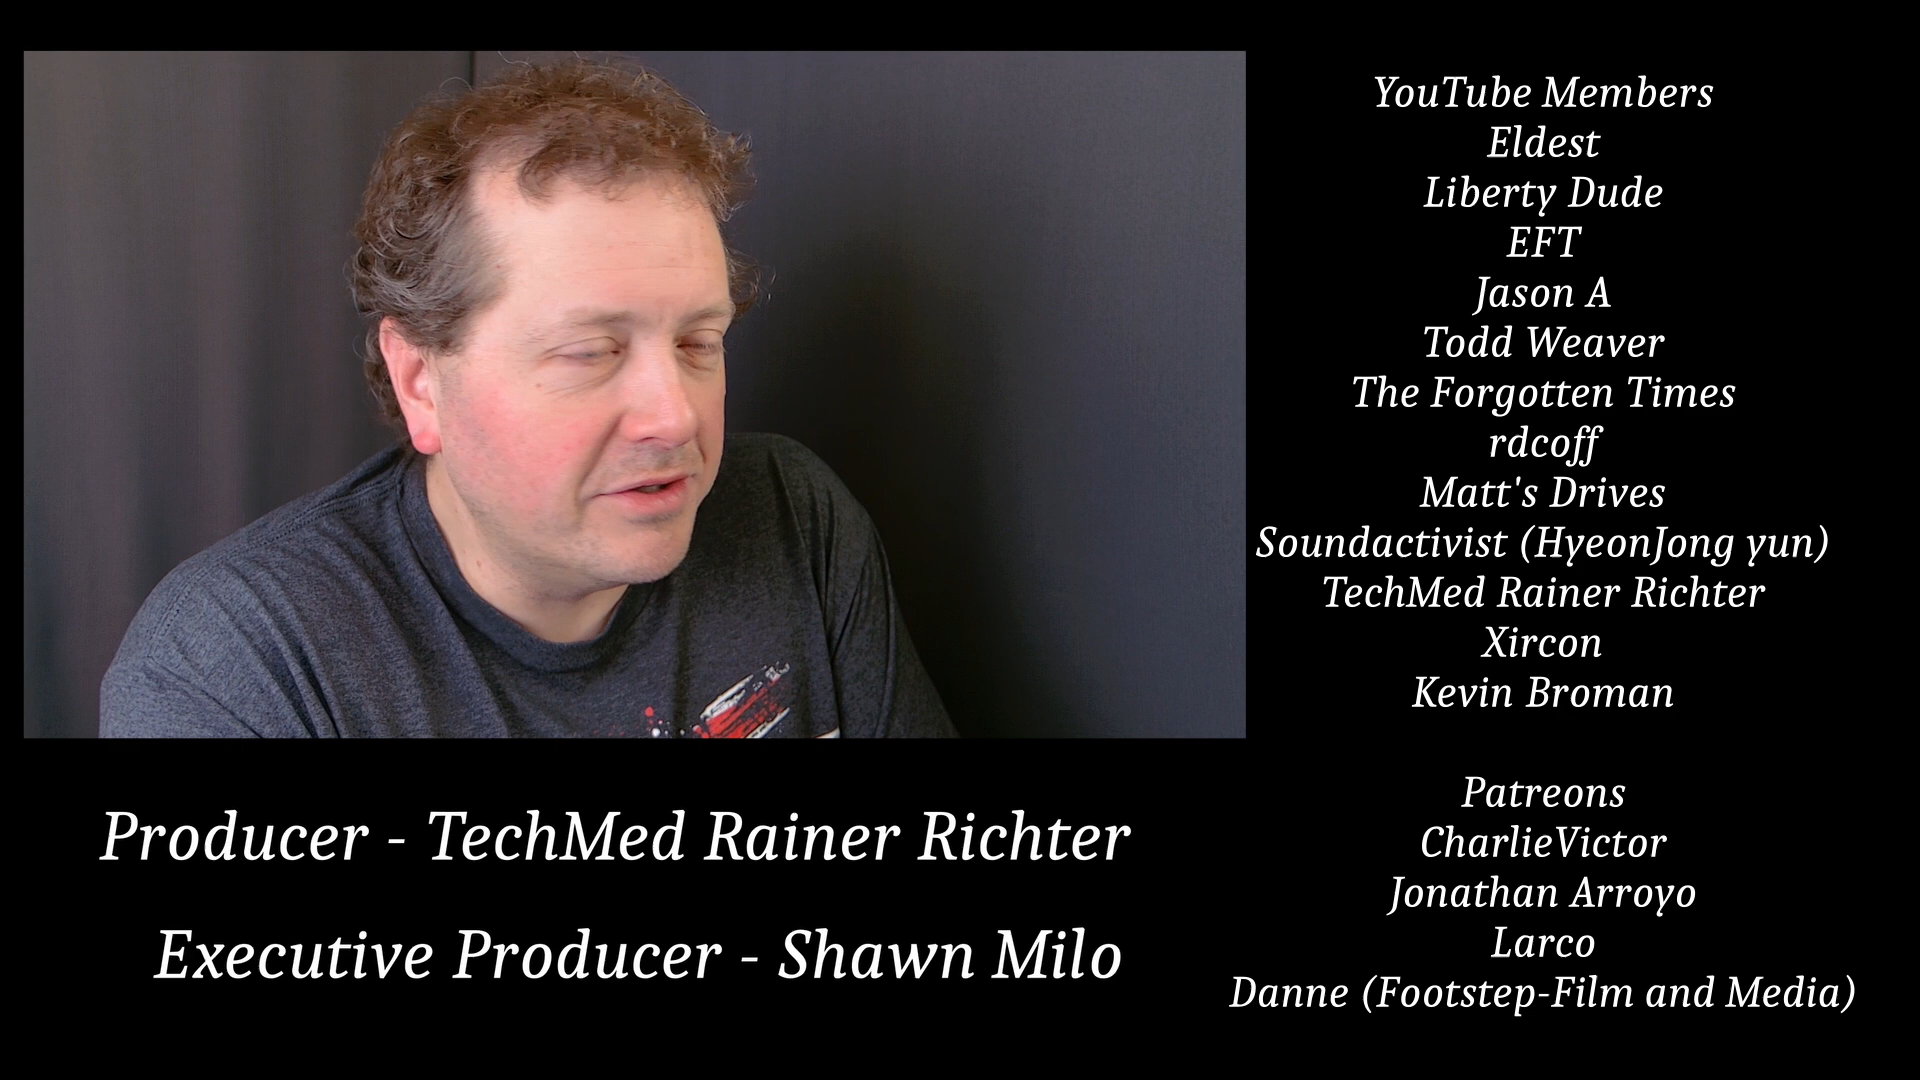 YouTube Members
Eldest
Liberty Dude
EFT
Jason A
Todd Weaver
The Forgotten Times
rdcoff
Matt's Drives
Soundactivist (HyeonJong yun)
TechMed Rainer Richter
Xircon
Kevin Broman
Patreons
CharlieVictor
Jonathan Arroyo
Larco
Danne (Footstep-Film and Media)
Producer - TechMed Rainer Richter
Executive Producer - Shawn Milo